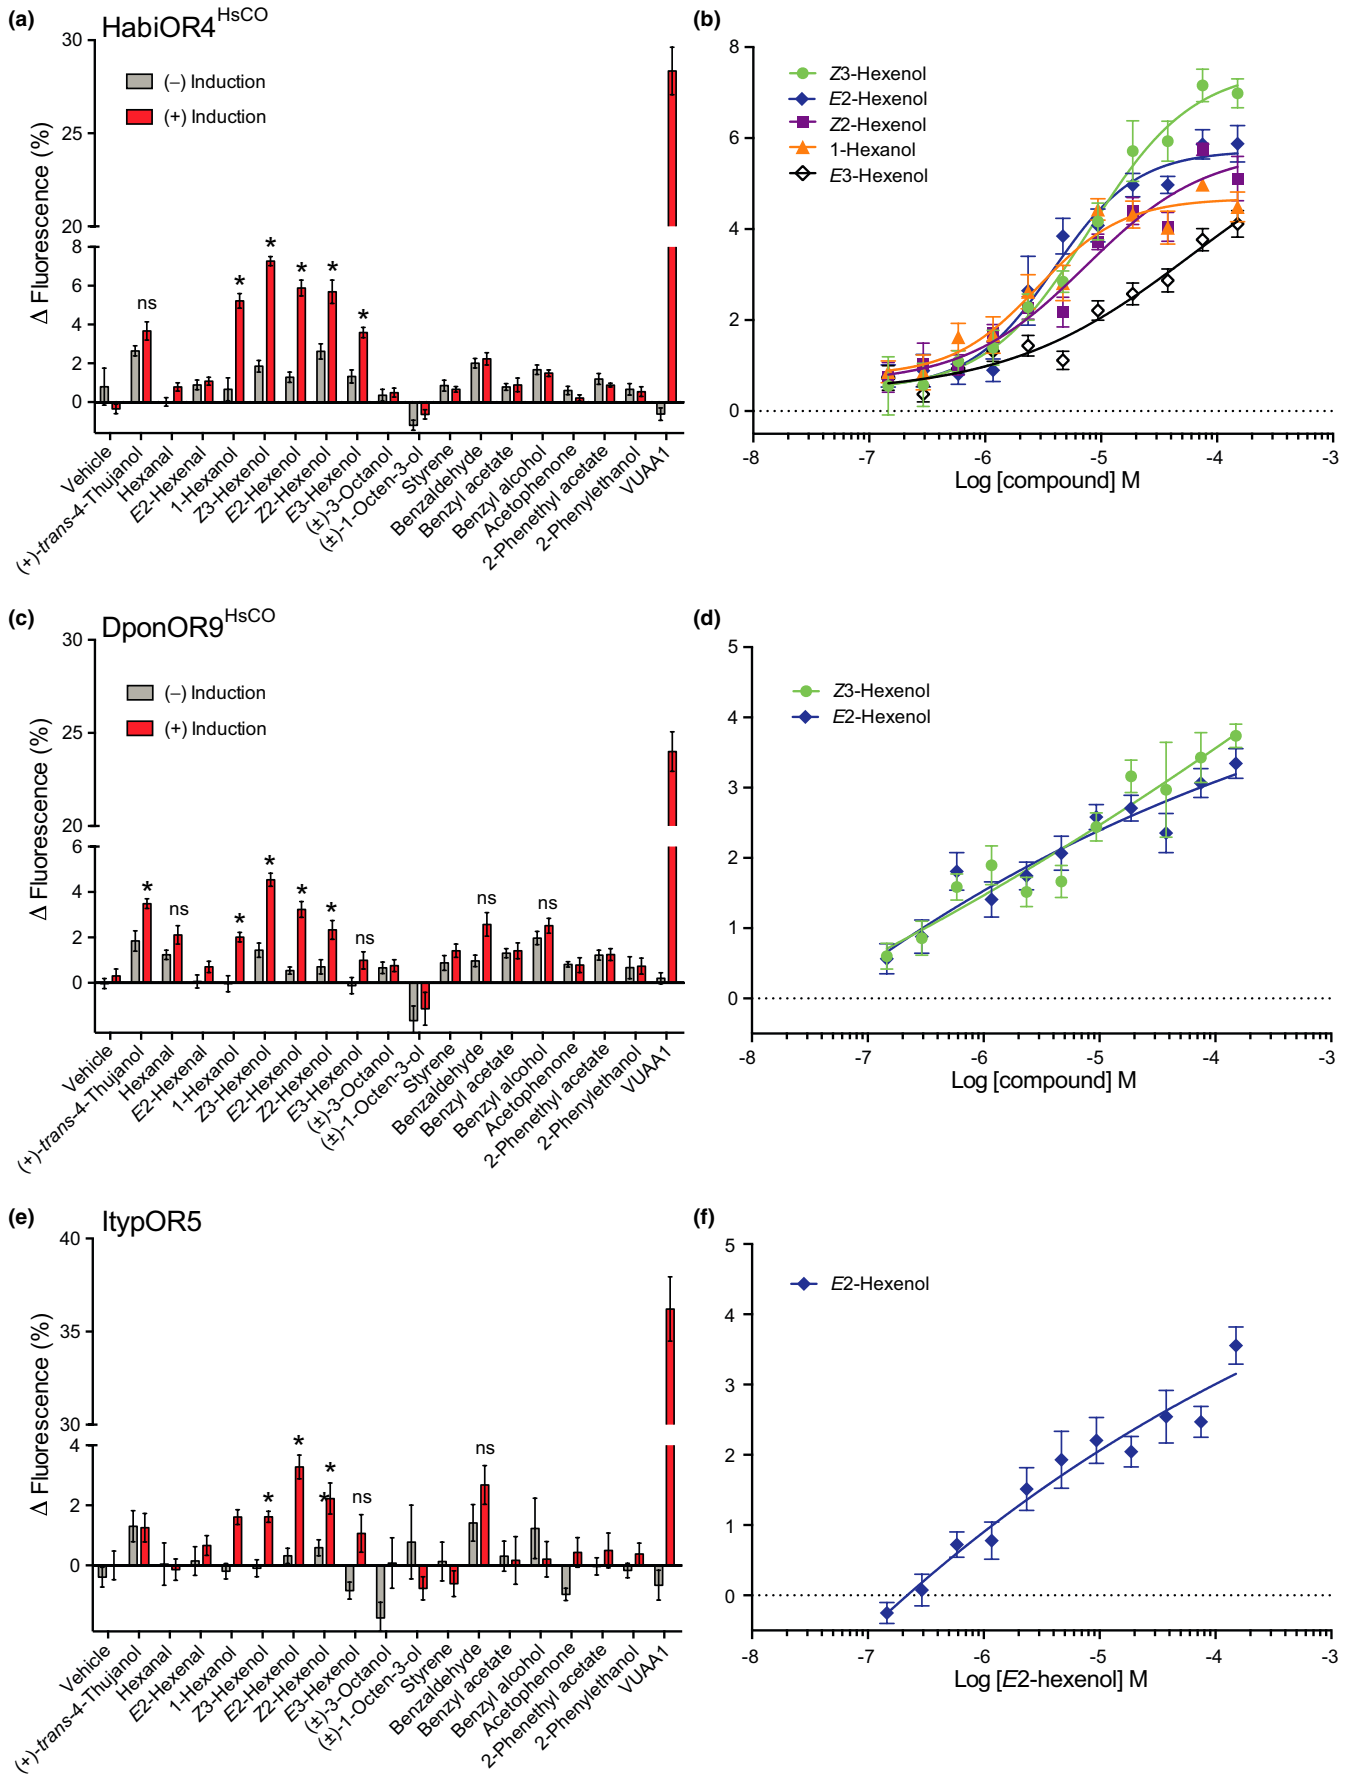 (a)
HabiOR4HsCO
30
25
20
8
6
4
2
0
Δ Fluorescence (%)
(−) Induction
(+) Induction
ns
*
*
*
*
*
Vehicle
(+)-trans-4-Thujanol
Hexanal
E2-Hexenal
1-Hexanol
Z3-Hexenol
E2-Hexenol
Z2-Hexenol
E3-Hexenol
(±)-3-Octanol
(±)-1-Octen-3-ol
Styrene
Benzaldehyde
Benzyl acetate
Benzyl alcohol
Acetophenone
2-Phenethyl acetate
2-Phenylethanol
VUAA1
(b)
8
6
4
2
0
Z3-Hexenol
E2-Hexenol
Z2-Hexenol
1-Hexanol
E3-Hexenol
-8 -7 -6 -5 -4 -3
Log [compound] M
(c)
DponOR9HsCO
30
25
20
6
4
2
0
Δ Fluorescence (%)
(−) Induction
(+) Induction
*
ns
*
*
*
*
ns
ns
ns
Vehicle
(+)-trans-4-Thujanol
Hexanal
E2-Hexenal
1-Hexanol
Z3-Hexenol
E2-Hexenol
Z2-Hexenol
E3-Hexenol
(±)-3-Octanol
(±)-1-Octen-3-ol
Styrene
Benzaldehyde
Benzyl acetate
Benzyl alcohol
Acetophenone
2-Phenethyl acetate
2-Phenylethanol
VUAA1
(d)
5
4
3
2
1
0
Z3-Hexenol
E2-Hexenol
-8 -7 -6 -5 -4 -3
Log [compound] M
(e)
ItypOR5
40
35
30
4
2
0
Δ Fluorescence (%)
*
*
*
*
ns
ns
Vehicle
(+)-trans-4-Thujanol
Hexanal
E2-Hexenal
1-Hexanol
Z3-Hexenol
E2-Hexenol
Z2-Hexenol
E3-Hexenol
(±)-3-Octanol
(±)-1-Octen-3-ol
Styrene
Benzaldehyde
Benzyl acetate
Benzyl alcohol
Acetophenone
2-Phenethyl acetate
2-Phenylethanol
VUAA1
(f)
5
4
3
2
1
0
E2-Hexenol
-8 -7 -6 -5 -4 -3
Log [E2-hexenol] M